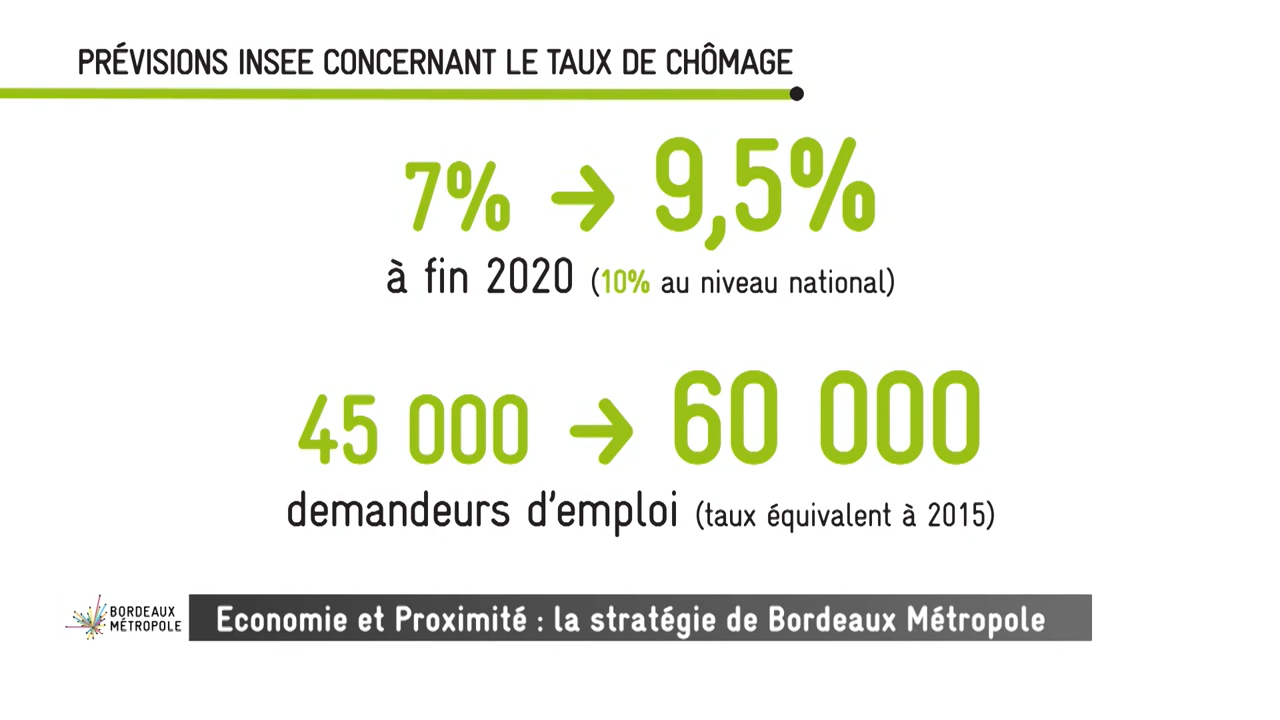 PRÉVISIONS INSEE CONCERNANT LE TAUX DE CHÔMAGE
7% → 9,5%
à fin 2020 (10% au niveau national)
45 000 → 60 000
demandeurs d'emploi (taux équivalent à 2015)
BORDEAUX
MÉTROPOLE
Economie et Proximité : la stratégie de Bordeaux Métropole